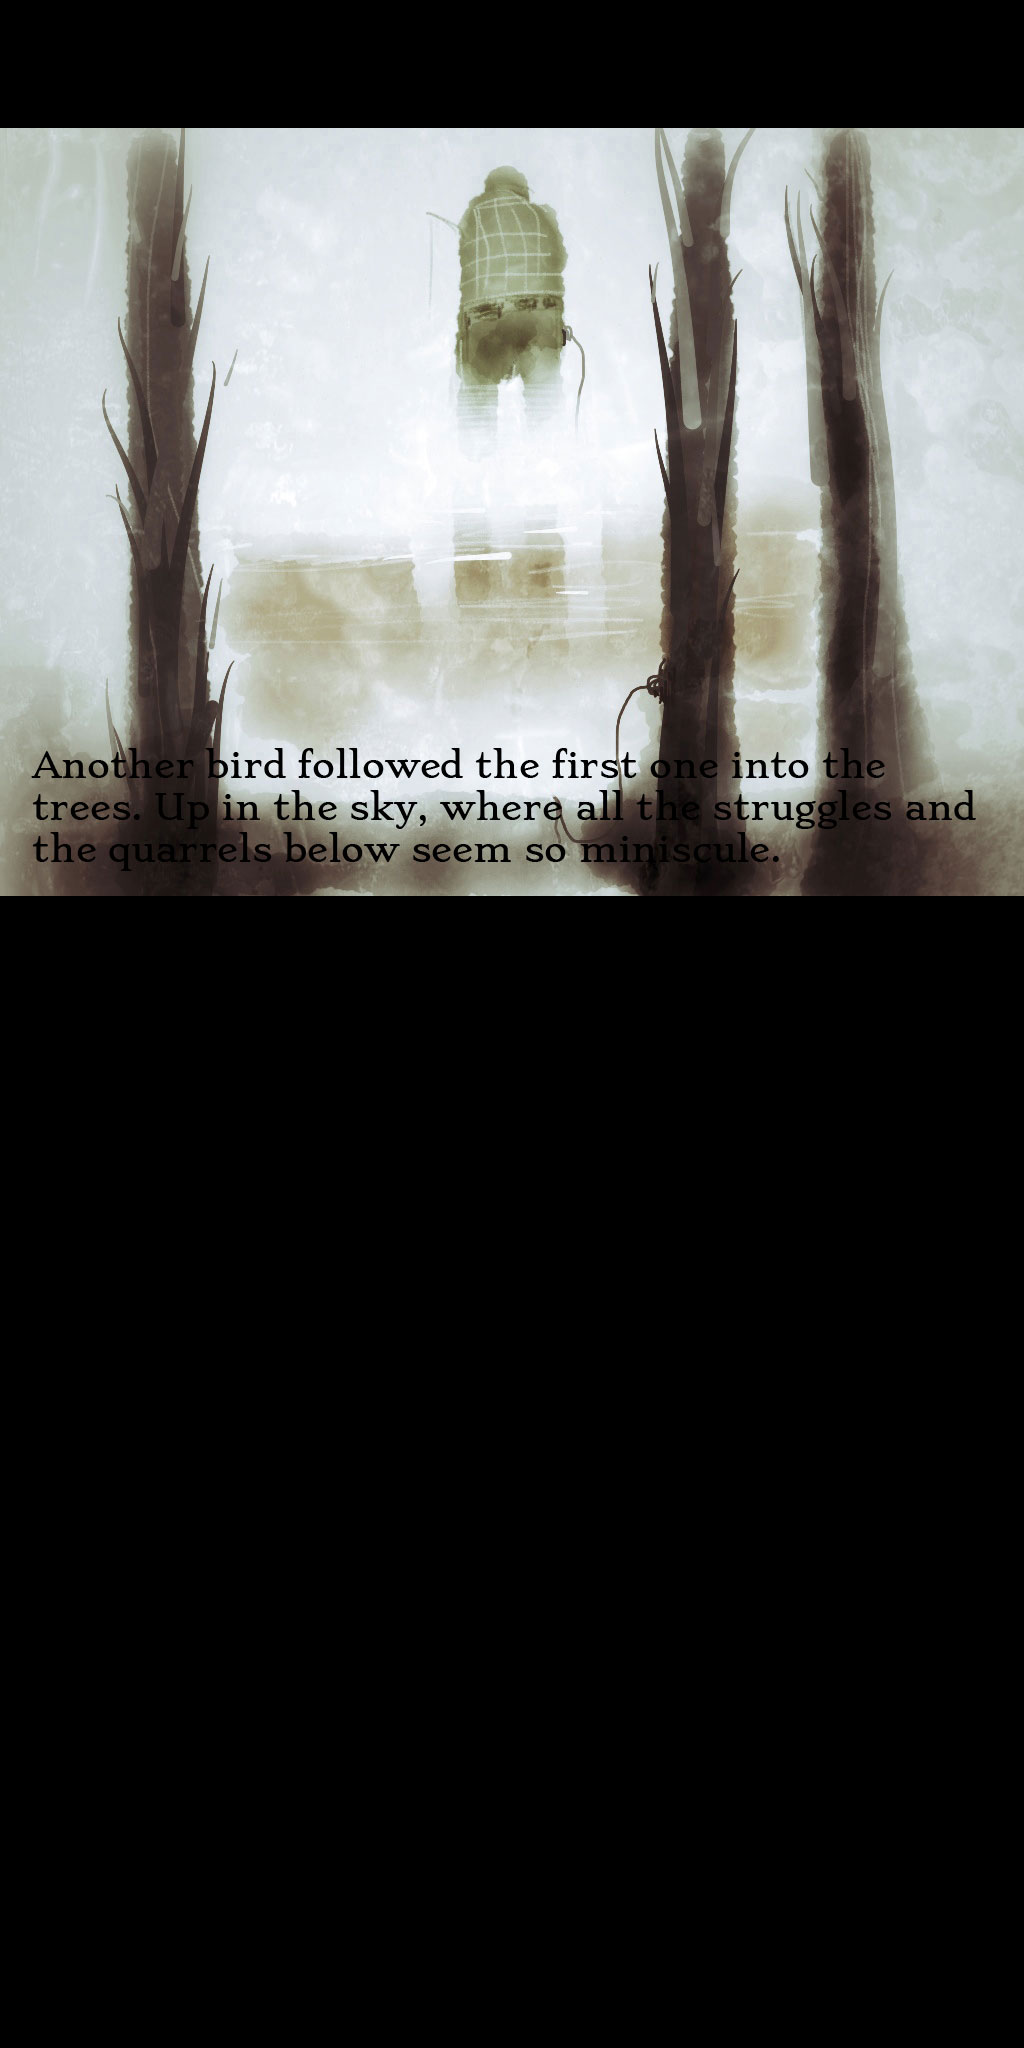 Another bird followed the first one into the
trees. Up in the sky, where all the struggles and
the quarrels below seem so miniscule.